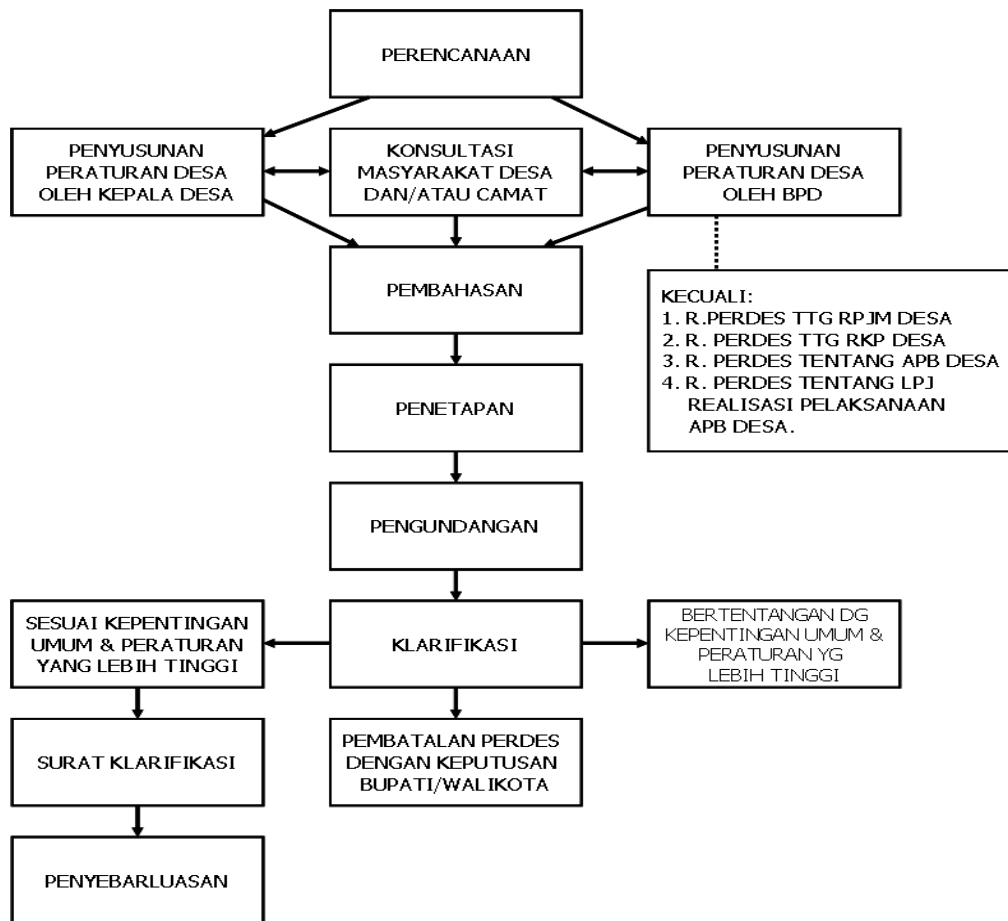 PERENCANAAN
PENYUSUNAN
PERATURAN DESA
OLEH KEPALA DESA
KONSULTASI
MASYARAKAT DESA
DAN/ATAU CAMAT
PENYUSUNAN
PERATURAN DESA
OLEH BPD
PEMBAHASAN
KECUALI:
1. R.PERDES TTG RPJM DESA
2. R. PERDES TTG RKP DESA
3. R. PERDES TENTANG APB DESA
4. R. PERDES TENTANG LPJ
REALISASI PELAKSANAAN
APB DESA.
PENETAPAN
PENGUNDANGAN
SESUAI KEPENTINGAN
UMUM & PERATURAN
YANG LEBIH TINGGI
KLARIFIKASI
BERTENTANGAN DG
KEPENTINGAN UMUM &
PERATURAN YG
LEBIH TINGGI
SURAT KLARIFIKASI
PEMBATALAN PERDES
DENGAN KEPUTUSAN
BUPATI/WALIKOTA
PENYEBARLUASAN